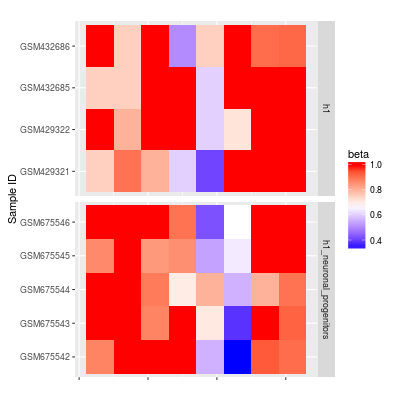 Sample ID
GSM432686
GSM432685
GSM429322
GSM429321
h1
GSM675546
GSM675545
GSM675544
GSM675543
GSM675542
h1_neuronal_progenitors
beta
1.0
0.8
0.6
0.4